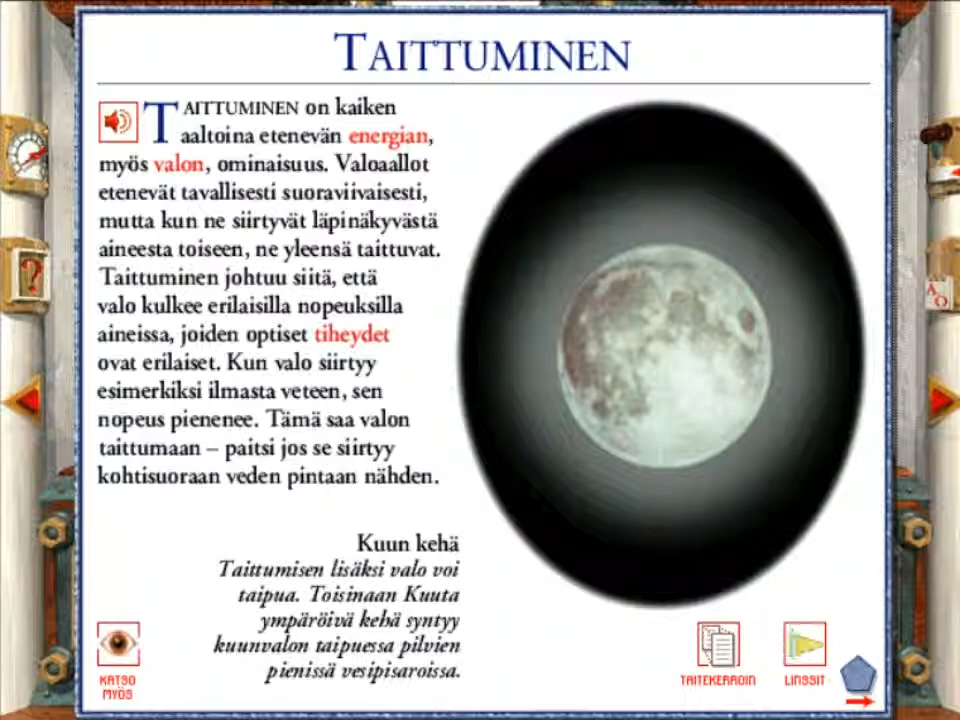 TAITTUMINEN
TAITTUMINEN on kaiken
aaltoina etenevän energian,
myös valon, ominaisuus. Valoaallot
etenevät tavallisesti suoraviivaisesti,
mutta kun ne siirtyvät läpinäkyvästä
aineesta toiseen, ne yleensä taittuvat.
Taittuminen johtuu siitä, että
valo kulkee erilaisilla nopeuksilla
aineissa, joiden optiset tiheydet
ovat erilaiset. Kun valo siirtyy
esimerkiksi ilmasta veteen, sen
nopeus pienenee. Tämä saa valon
taittumaan – paitsi jos se siirtyy
kohtisuoraan veden pintaan nähden.
Kuun kehä
Taittumisen lisäksi valo voi
taipua. Toisinaan Kuuta
ympäröivä kehä syntyy
kuunvalon taipuessa pilvien
pienissä vesipisaroissa.
KATSO
MYÖS
TAITEKERROIN
LINSSIT
?
A
O